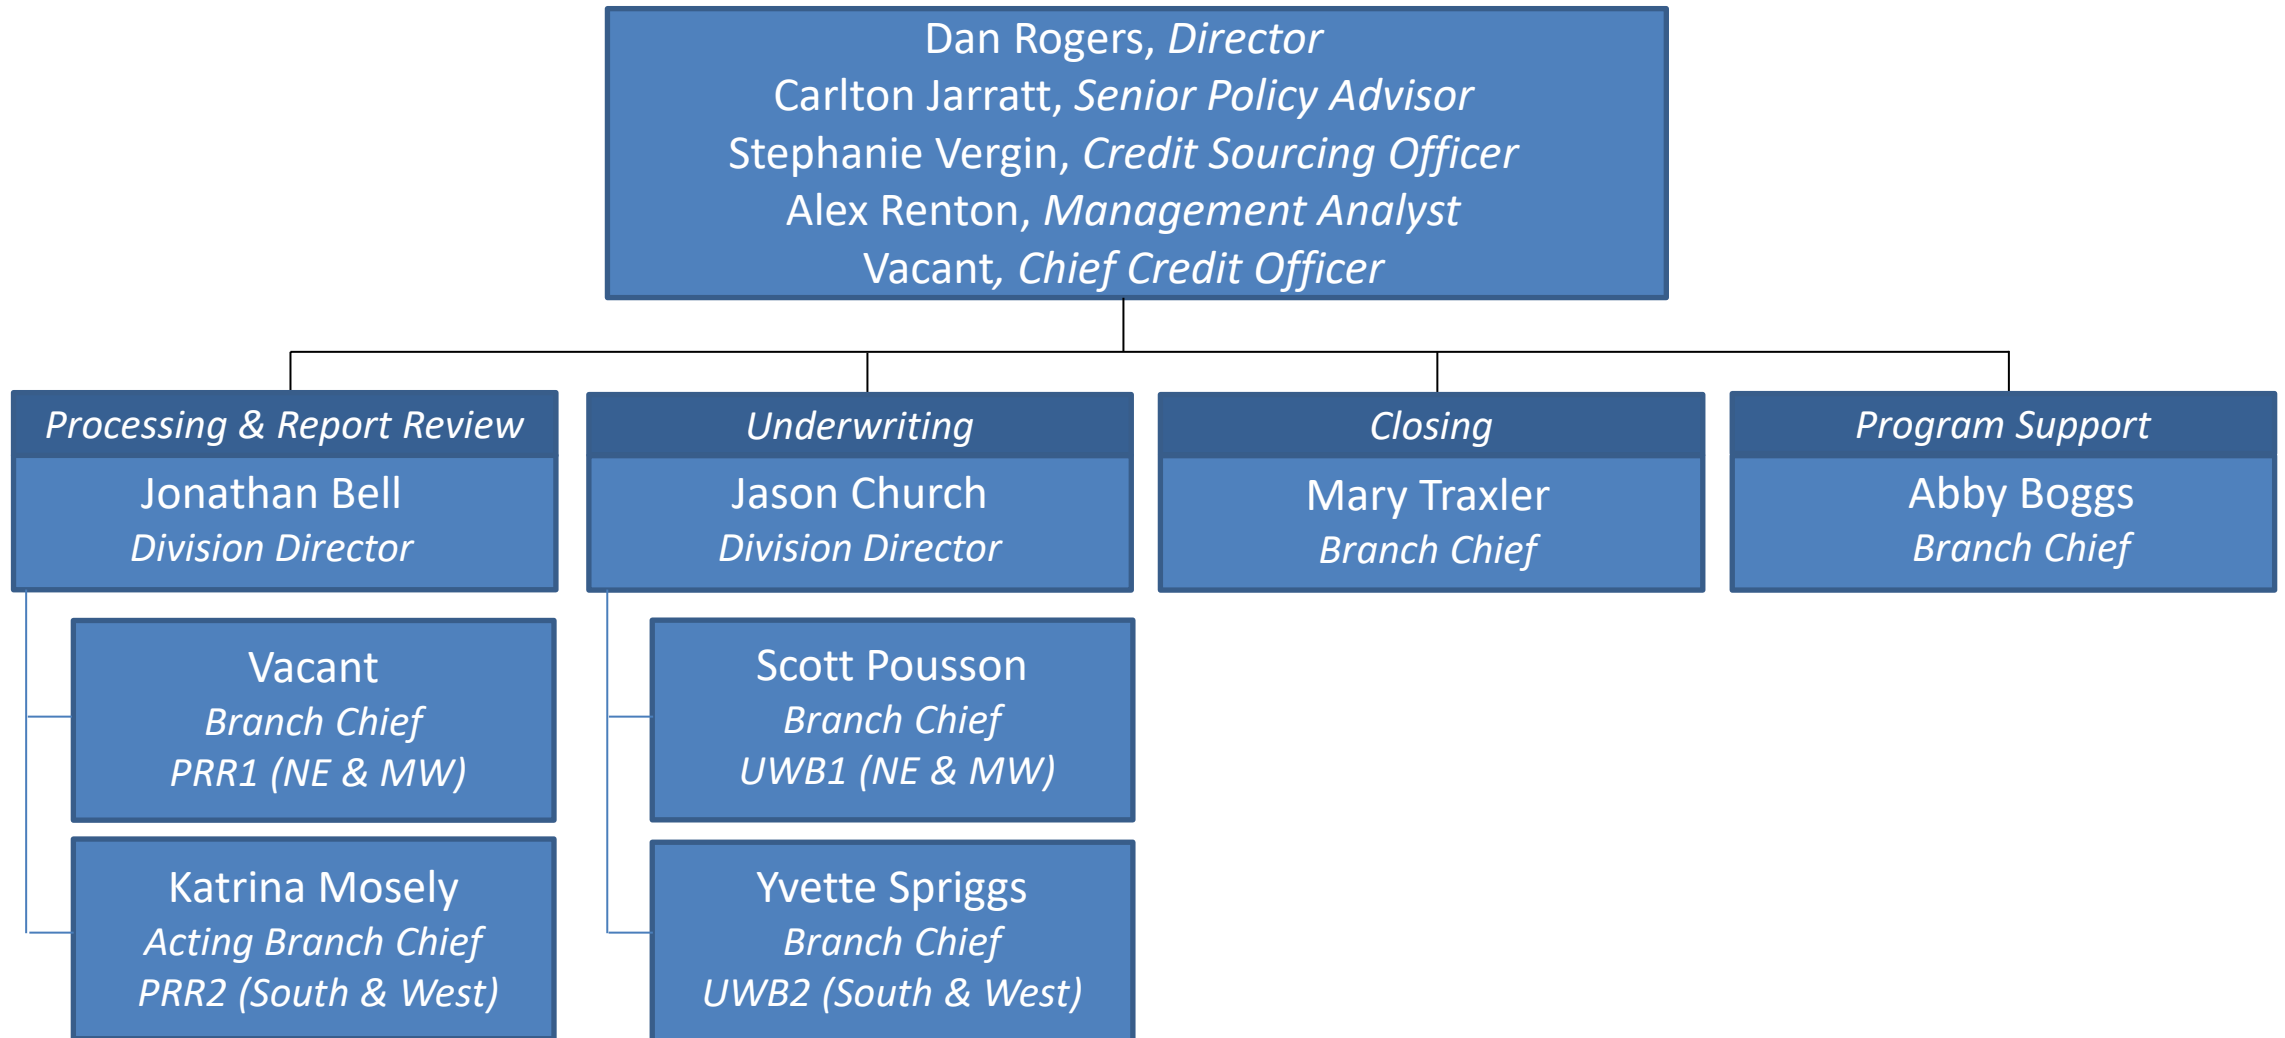 Dan Rogers, Director
Carlton Jarratt, Senior Policy Advisor
Stephanie Vergin, Credit Sourcing Officer
Alex Renton, Management Analyst
Vacant, Chief Credit Officer
Processing & Report Review
Jonathan Bell
Division Director
Vacant
Branch Chief
PRR1 (NE & MW)
Katrina Mosely
Acting Branch Chief
PRR2 (South & West)
Underwriting
Jason Church
Division Director
Scott Pousson
Branch Chief
UWB1 (NE & MW)
Yvette Spriggs
Branch Chief
UWB2 (South & West)
Closing
Mary Traxler
Branch Chief
Program Support
Abby Boggs
Branch Chief